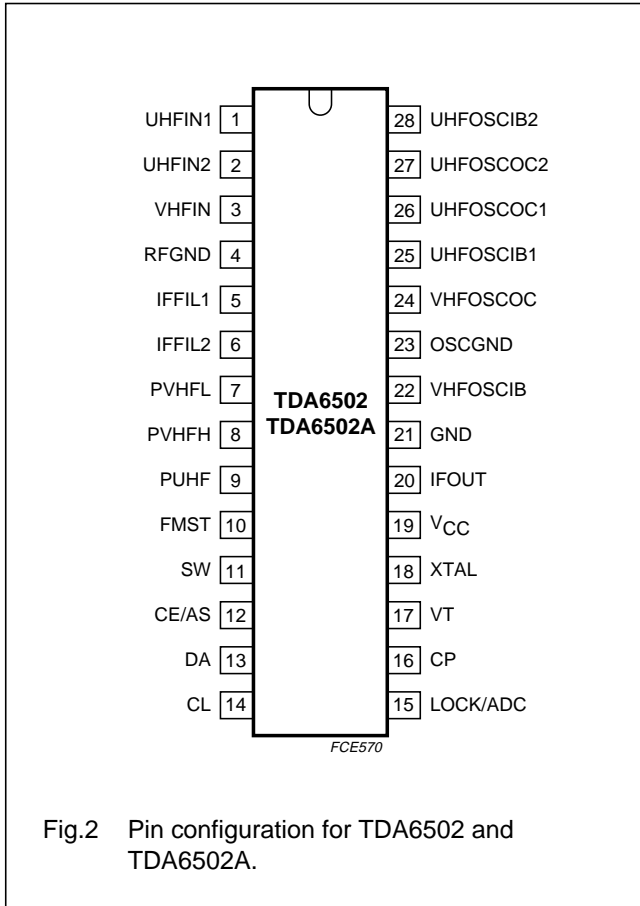 UHFIN1 1 28 UHFOSCIB2
UHFIN2 2 27 UHFOSCOC2
VHFIN 3 26 UHFOSCOC1
RFGND 4 25 UHFOSCIB1
IFFIL1 5 24 VHFOSCOC
IFFIL2 6 23 OSCGND
PVHFL 7 TDA6502 22 VHFOSCIB
PVHFH 8 TDA6502A 21 GND
PUHF 9 20 IFOUT
FMST 10 19 VCC
SW 11 18 XTAL
CE/AS 12 17 VT
DA 13 16 CP
CL 14 15 LOCK/ADC
FCE570
Fig.2 Pin configuration for TDA6502 and
TDA6502A.